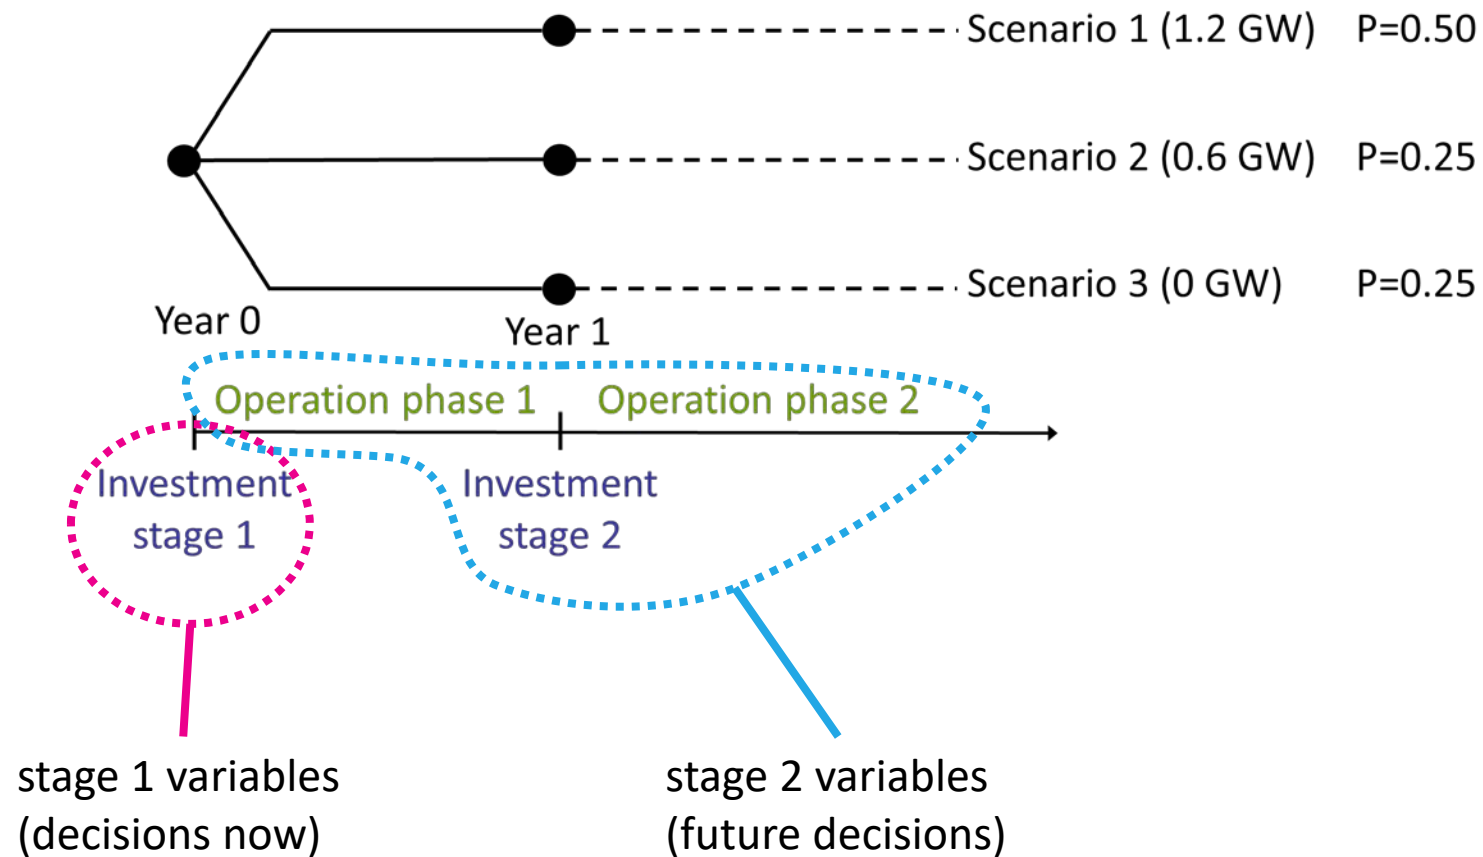 Scenario 1 (1.2 GW) P=0.50
Scenario 2 (0.6 GW) P=0.25
Scenario 3 (0 GW) P=0.25
Year 0
Year 1
Operation phase 1
Operation phase 2
Investment
stage 1
Investment
stage 2
stage 1 variables
(decisions now)
stage 2 variables
(future decisions)